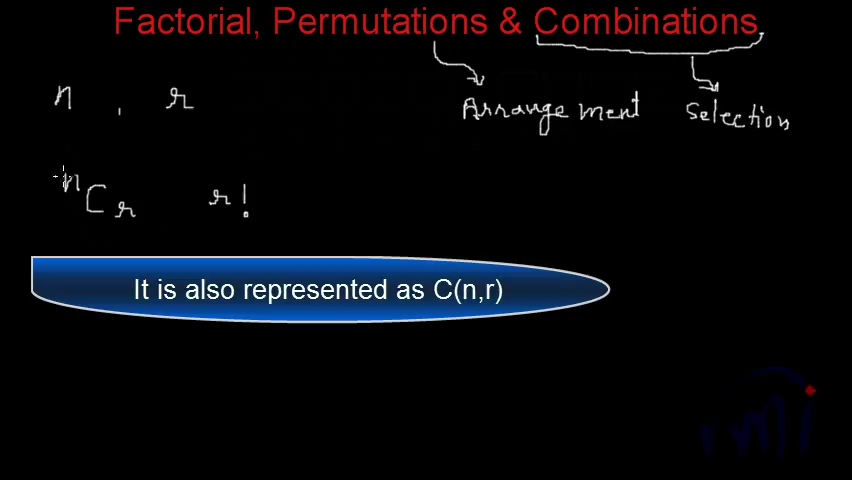 Factorial, Permutations & Combinations
n , r
Arrangement Selection
nCr r!
It is also represented as C(n,r)